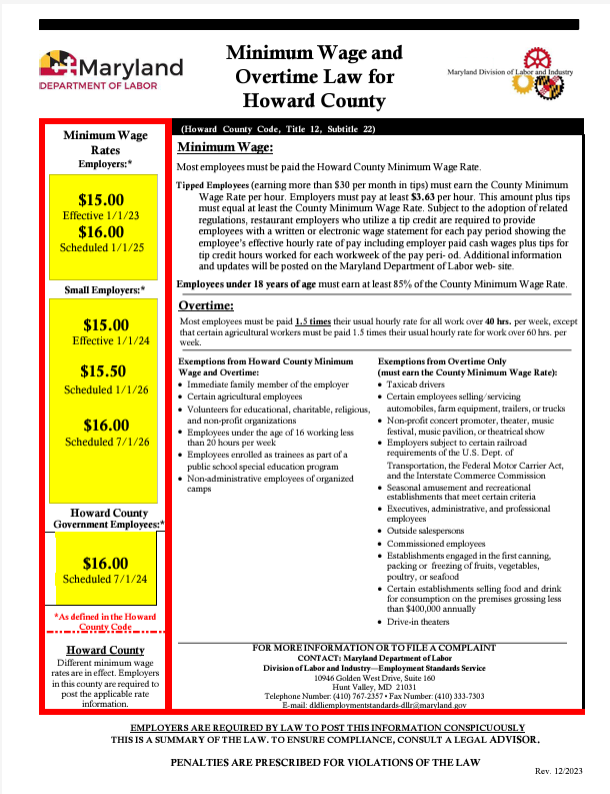 Maryland
DEPARTMENT OF LABOR
Minimum Wage and
Overtime Law for
Howard County
Maryland Division of Labor and Industry
Minimum Wage
Rates
Employers:*
$15.00
Effective 1/1/23
$16.00
Scheduled 1/1/25
Small Employers:*
$15.00
Effective 1/1/24
$15.50
Scheduled 1/1/26
$16.00
Scheduled 7/1/26
Howard County
Government Employees:*
$16.00
Scheduled 7/1/24
*As defined in the Howard
County Code
Howard County
Different minimum wage
rates are in effect. Employers
in this county are required to
post the applicable rate
information.
(Howard County Code, Title 12, Subtitle 22)
Minimum Wage:
Most employees must be paid the Howard County Minimum Wage Rate.
Tipped Employees (earning more than $30 per month in tips) must earn the County Minimum
Wage Rate per hour. Employers must pay at least $3.63 per hour. This amount plus tips
must equal at least the County Minimum Wage Rate. Subject to the adoption of related
regulations, restaurant employers who utilize a tip credit are required to provide
employees with a written or electronic wage statement for each pay period showing the
employee's effective hourly rate of pay including employer paid cash wages plus tips for
tip credit hours worked for each workweek of the pay peri- od. Additional information
and updates will be posted on the Maryland Department of Labor web- site.
Employees under 18 years of age must earn at least 85% of the County Minimum Wage Rate.
Overtime:
Most employees must be paid 1.5 times their usual hourly rate for all work over 40 hrs. per week, except
that certain agricultural workers must be paid 1.5 times their usual hourly rate for work over 60 hrs. per
week.
Exemptions from Howard County Minimum
Wage and Overtime:
• Immediate family member of the employer
• Certain agricultural employees
• Volunteers for educational, charitable, religious,
and non-profit organizations
• Employees under the age of 16 working less
than 20 hours per week
• Employees enrolled as trainees as part of a
public school special education program
• Non-administrative employees of organized
camps
Exemptions from Overtime Only
(must earn the County Minimum Wage Rate):
• Taxicab drivers
• Certain employees selling/servicing
automobiles, farm equipment, trailers, or trucks
• Non-profit concert promoter, theater, music
festival, music pavilion, or theatrical show
• Employers subject to certain railroad
requirements of the U.S. Dept. of
Transportation, the Federal Motor Carrier Act,
and the Interstate Commerce Commission
• Seasonal amusement and recreational
establishments that meet certain criteria
• Executives, administrative, and professional
employees
• Outside salespersons
• Commissioned employees
• Establishments engaged in the first canning,
packing or freezing of fruits, vegetables,
poultry, or seafood
• Certain establishments selling food and drink
for consumption on the premises grossing less
than $400,000 annually
• Drive-in theaters
FOR MORE INFORMATION OR TO FILE A COMPLAINT
CONTACT: Maryland Department of Labor
Division of Labor and Industry—Employment Standards Service
10946 Golden West Drive, Suite 160
Hunt Valley, MD 21031
Telephone Number: (410) 767-2357 • Fax Number: (410) 333-7303
E-mail: dldliemploymentstandards-dllr@maryland.gov
EMPLOYERS ARE REQUIRED BY LAW TO POST THIS INFORMATION CONSPICUOUSLY
THIS IS A SUMMARY OF THE LAW. TO ENSURE COMPLIANCE, CONSULT A LEGAL ADVISOR.
PENALTIES ARE PRESCRIBED FOR VIOLATIONS OF THE LAW
Rev. 12/2023